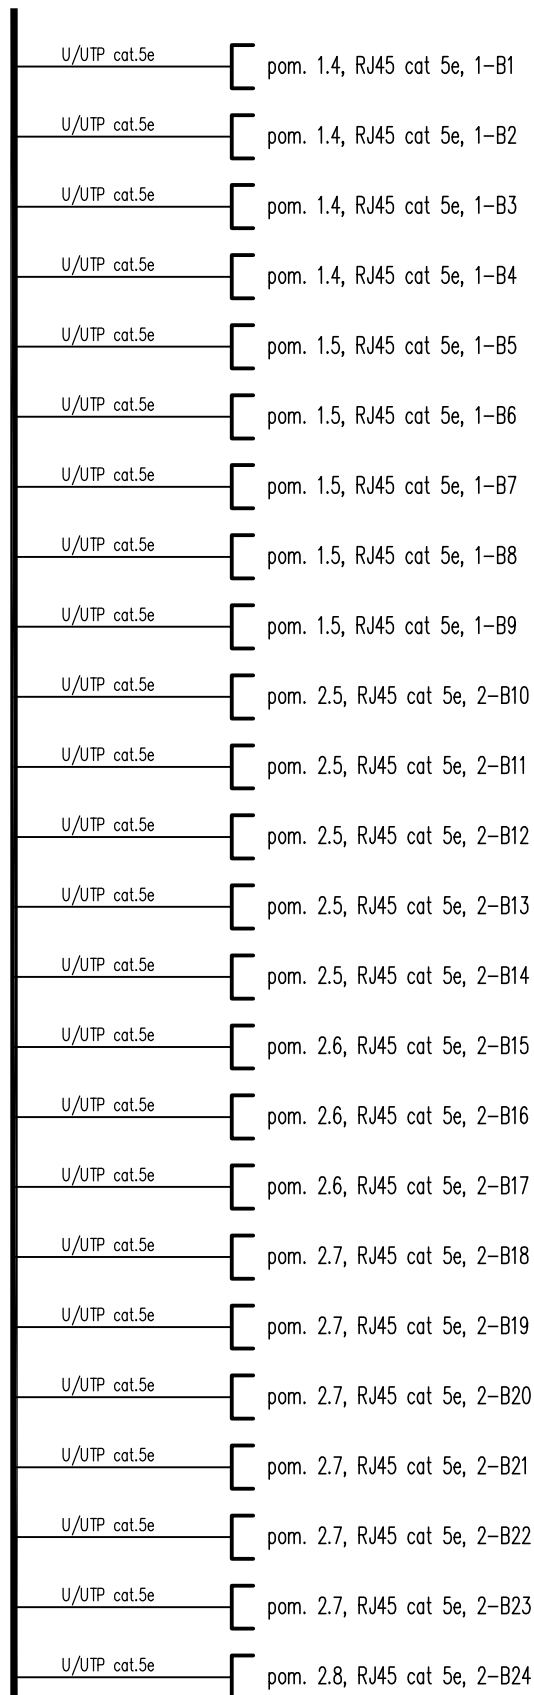 U/UTP cat.5e
pom. 1.4, RJ45 cat 5e, 1-B1
U/UTP cat.5e
pom. 1.4, RJ45 cat 5e, 1-B2
U/UTP cat.5e
pom. 1.4, RJ45 cat 5e, 1-B3
U/UTP cat.5e
pom. 1.4, RJ45 cat 5e, 1-B4
U/UTP cat.5e
pom. 1.5, RJ45 cat 5e, 1-B5
U/UTP cat.5e
pom. 1.5, RJ45 cat 5e, 1-B6
U/UTP cat.5e
pom. 1.5, RJ45 cat 5e, 1-B7
U/UTP cat.5e
pom. 1.5, RJ45 cat 5e, 1-B8
U/UTP cat.5e
pom. 1.5, RJ45 cat 5e, 1-B9
U/UTP cat.5e
pom. 2.5, RJ45 cat 5e, 2-B10
U/UTP cat.5e
pom. 2.5, RJ45 cat 5e, 2-B11
U/UTP cat.5e
pom. 2.5, RJ45 cat 5e, 2-B12
U/UTP cat.5e
pom. 2.5, RJ45 cat 5e, 2-B13
U/UTP cat.5e
pom. 2.5, RJ45 cat 5e, 2-B14
U/UTP cat.5e
pom. 2.6, RJ45 cat 5e, 2-B15
U/UTP cat.5e
pom. 2.6, RJ45 cat 5e, 2-B16
U/UTP cat.5e
pom. 2.6, RJ45 cat 5e, 2-B17
U/UTP cat.5e
pom. 2.7, RJ45 cat 5e, 2-B18
U/UTP cat.5e
pom. 2.7, RJ45 cat 5e, 2-B19
U/UTP cat.5e
pom. 2.7, RJ45 cat 5e, 2-B20
U/UTP cat.5e
pom. 2.7, RJ45 cat 5e, 2-B21
U/UTP cat.5e
pom. 2.7, RJ45 cat 5e, 2-B22
U/UTP cat.5e
pom. 2.7, RJ45 cat 5e, 2-B23
U/UTP cat.5e
pom. 2.8, RJ45 cat 5e, 2-B24